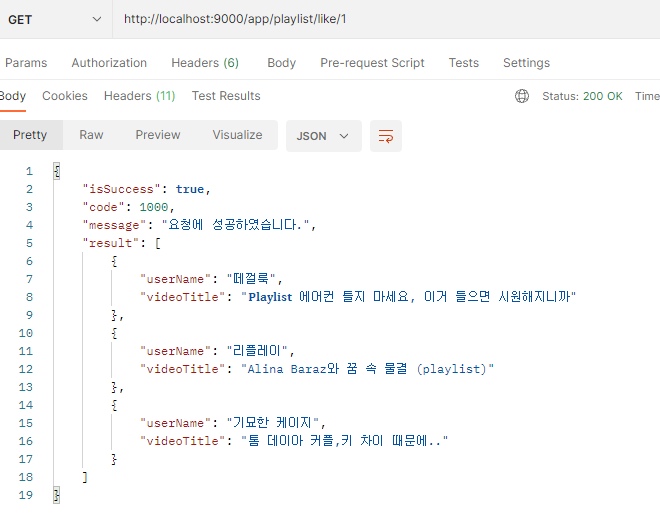 GET http://localhost:9000/app/playlist/like/1
Params Authorization Headers (6) Body Pre-request Script Tests Settings
Body Cookies Headers (11) Test Results Status: 200 OK Time
Pretty Raw Preview Visualize JSON
1 {
2 "isSuccess": true,
3 "code": 1000,
4 "message": "요청에 성공하였습니다.",
5 "result": [
6 {
7 "userName": "떼껄룩",
8 "videoTitle": "Playlist 에어컨 틀지 마세요, 이거 들으면 시원해지니까"
9 },
10 {
11 "userName": "리플레이",
12 "videoTitle": "Alina Baraz와 꿈 속 물결 (playlist)"
13 },
14 {
15 "userName": "기묘한 케이지",
16 "videoTitle": "톰 데이아 커플,키 차이 때문에.."
17 }
18 ]
19 }